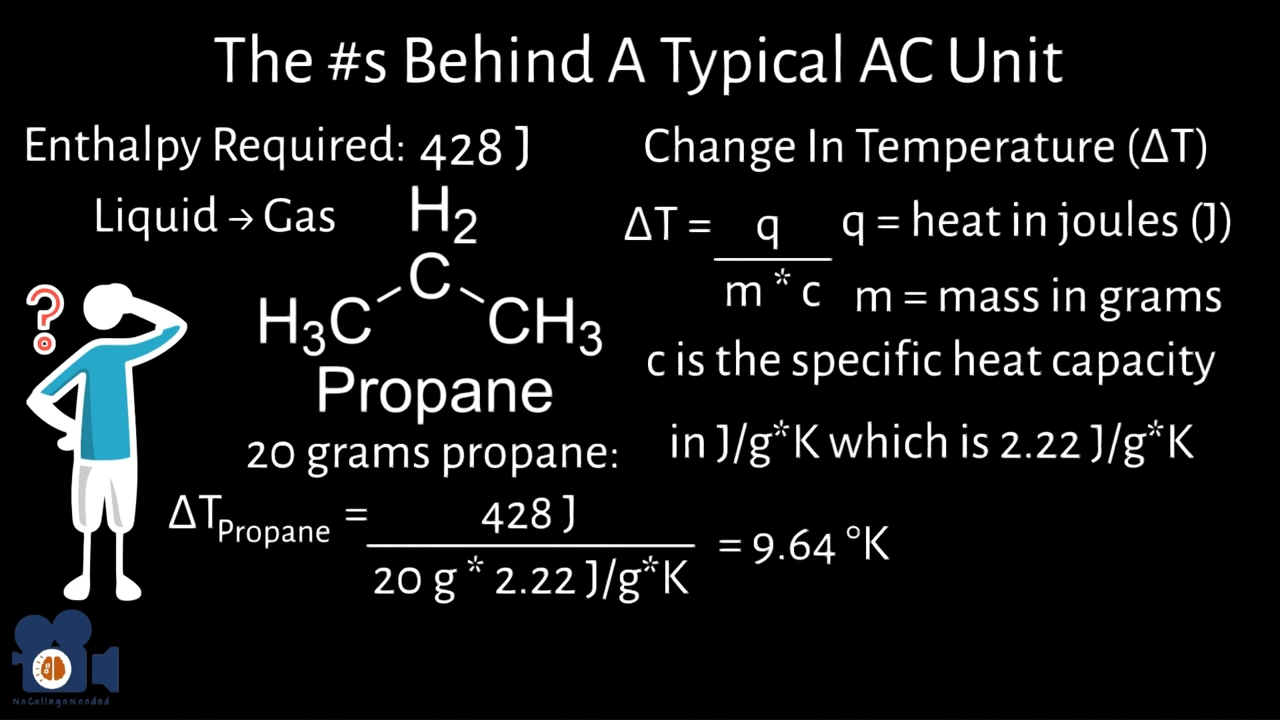 The #s Behind A Typical AC Unit
Enthalpy Required: 428 J
Liquid → Gas
H2
C
H3C
CH3
Propane
20 grams propane:
ΔTPropane = 428 J
20 g * 2.22 J/g*K
= 9.64 °K
Change In Temperature (ΔT)
ΔT = q
m * c
q = heat in joules (J)
m = mass in grams
c is the specific heat capacity
in J/g*K which is 2.22 J/g*K
?
NoCollegeNeeded